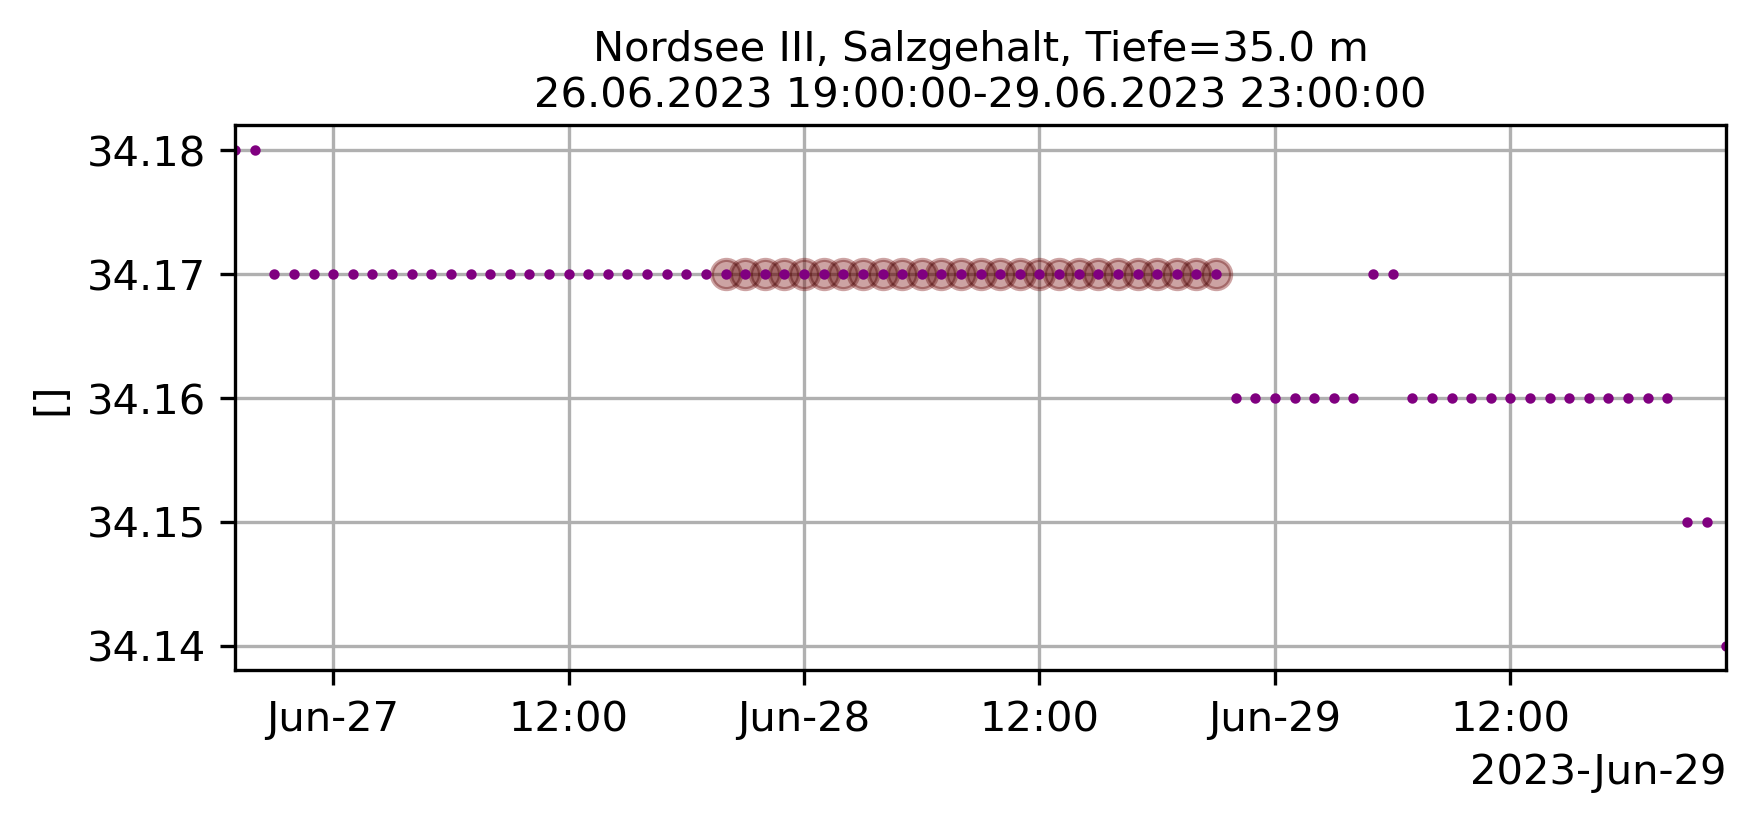 Nordsee III, Salzgehalt, Tiefe=35.0 m
26.06.2023 19:00:00-29.06.2023 23:00:00
34.18
34.17
34.16
34.15
34.14
[]
Jun-27 12:00 Jun-28 12:00 Jun-29 12:00
2023-Jun-29